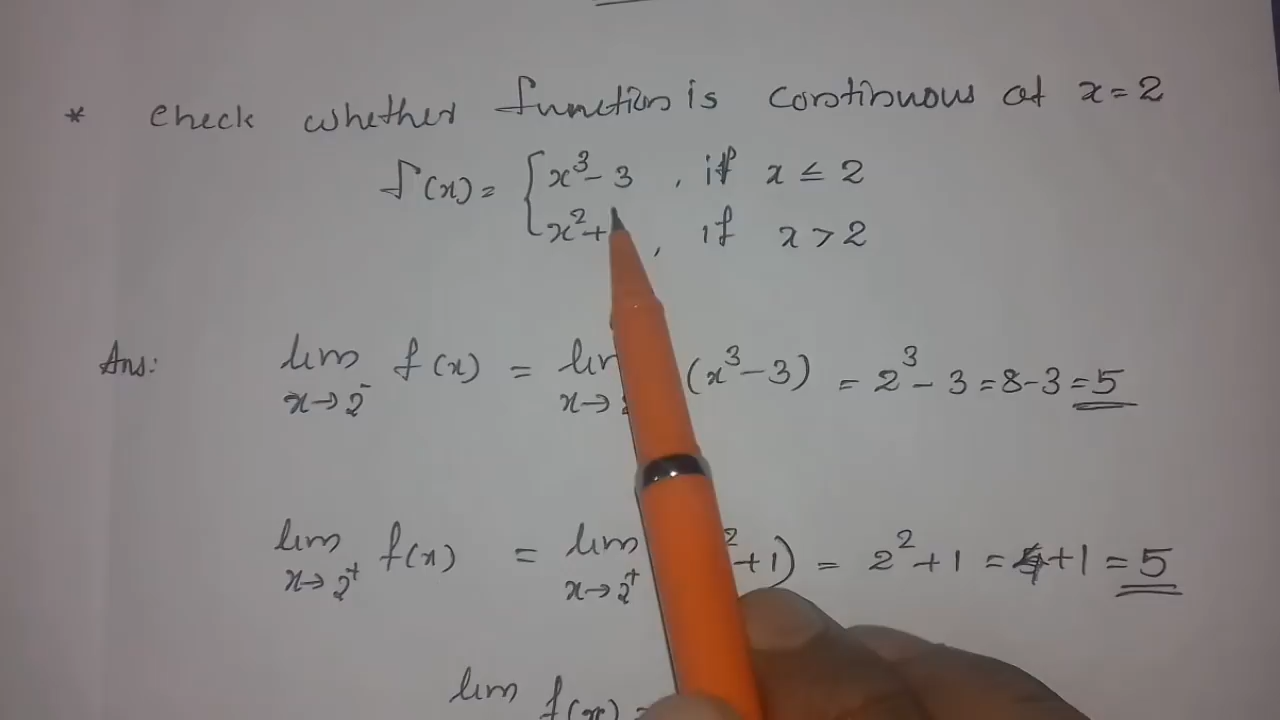 * check whether function is continuous at x = 2
f(x) = { x³ - 3 , if x ≤ 2
x² + , if x > 2
Ans: lim x→2⁻ f(x) = lim x→ (x³ - 3) = 2³ - 3 = 8 - 3 = 5
lim x→2⁺ f(x) = lim x→2⁺ ² + 1) = 2² + 1 = 4 + 1 = 5
lim f(x) =